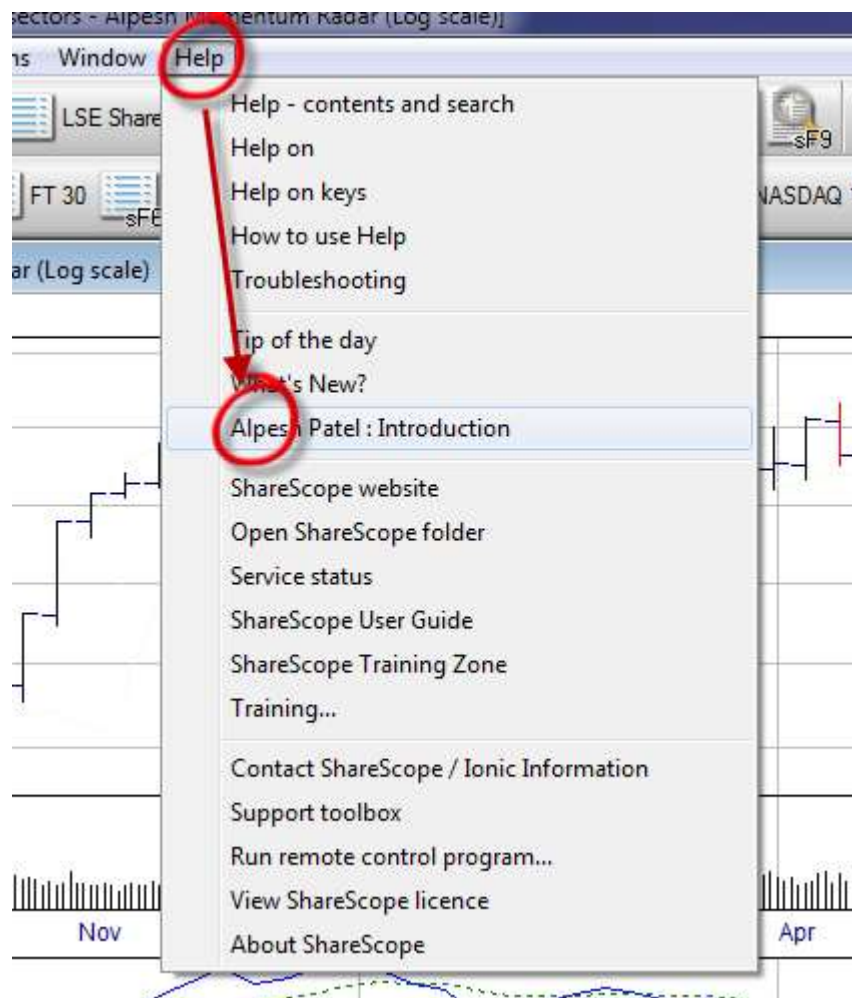 sectors - Alpesh Momentum Radar (Log scale)]
ns Window Help
LSE Share
sF9
FT 30
sF6
NASDAQ
ar (Log scale)
Help - contents and search
Help on
Help on keys
How to use Help
Troubleshooting
Tip of the day
What's New?
Alpesh Patel : Introduction
ShareScope website
Open ShareScope folder
Service status
ShareScope User Guide
ShareScope Training Zone
Training...
Contact ShareScope / Ionic Information
Support toolbox
Run remote control program...
View ShareScope licence
About ShareScope
Nov
Apr